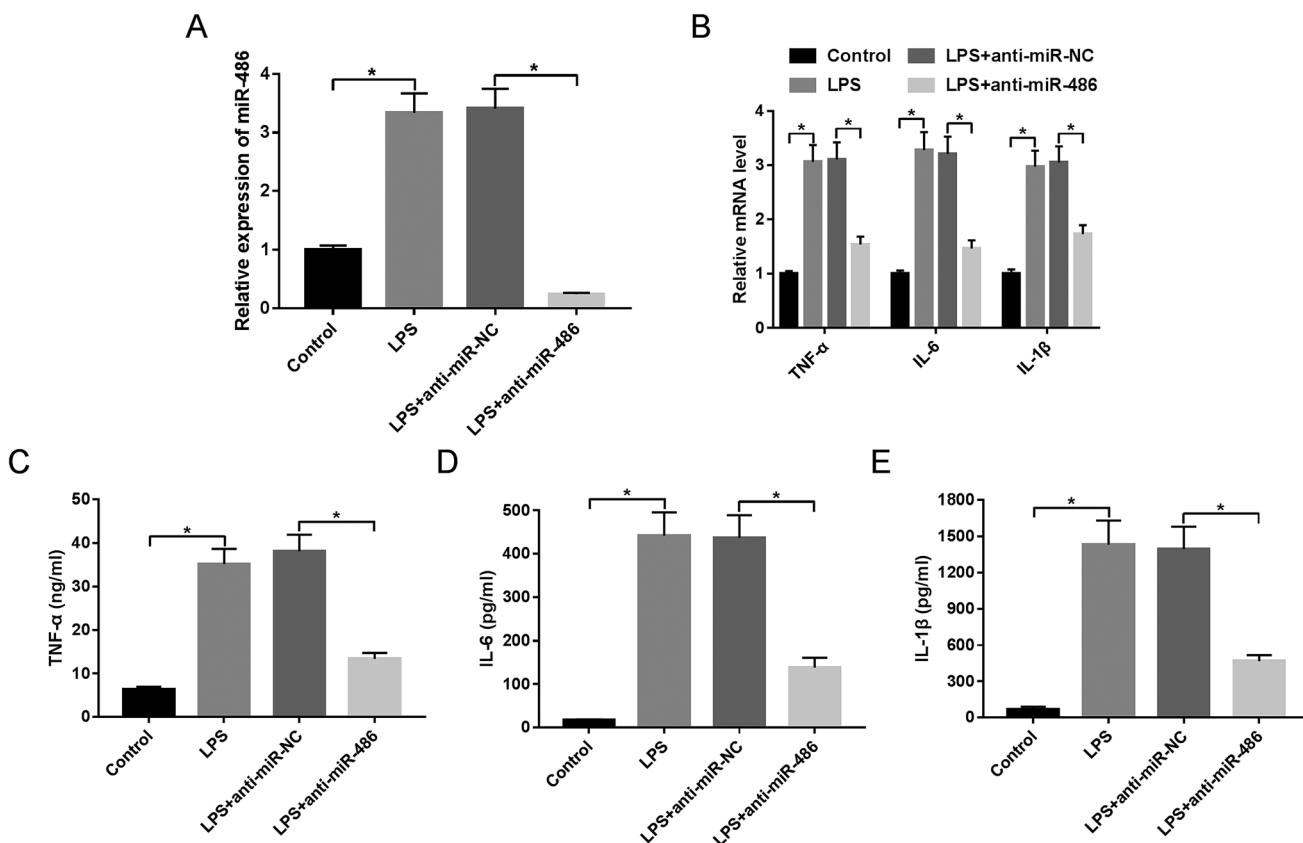 A
Relative expression of miR-486
4
3
2
1
0
*
*
Control
LPS
LPS+anti-miR-NC
LPS+anti-miR-486
B
Control
LPS+anti-miR-NC
LPS
LPS+anti-miR-486
Relative mRNA level
4
3
2
1
0
*
*
*
*
*
*
TNF-α
IL-6
IL-1β
C
TNF-α (ng/ml)
50
40
30
20
10
0
*
*
Control
LPS
LPS+anti-miR-NC
LPS+anti-miR-486
D
IL-6 (pg/ml)
500
400
300
200
100
0
*
*
Control
LPS
LPS+anti-miR-NC
LPS+anti-miR-486
E
IL-1β (pg/ml)
1800
1500
1200
900
600
300
0
*
*
Control
LPS
LPS+anti-miR-NC
LPS+anti-miR-486